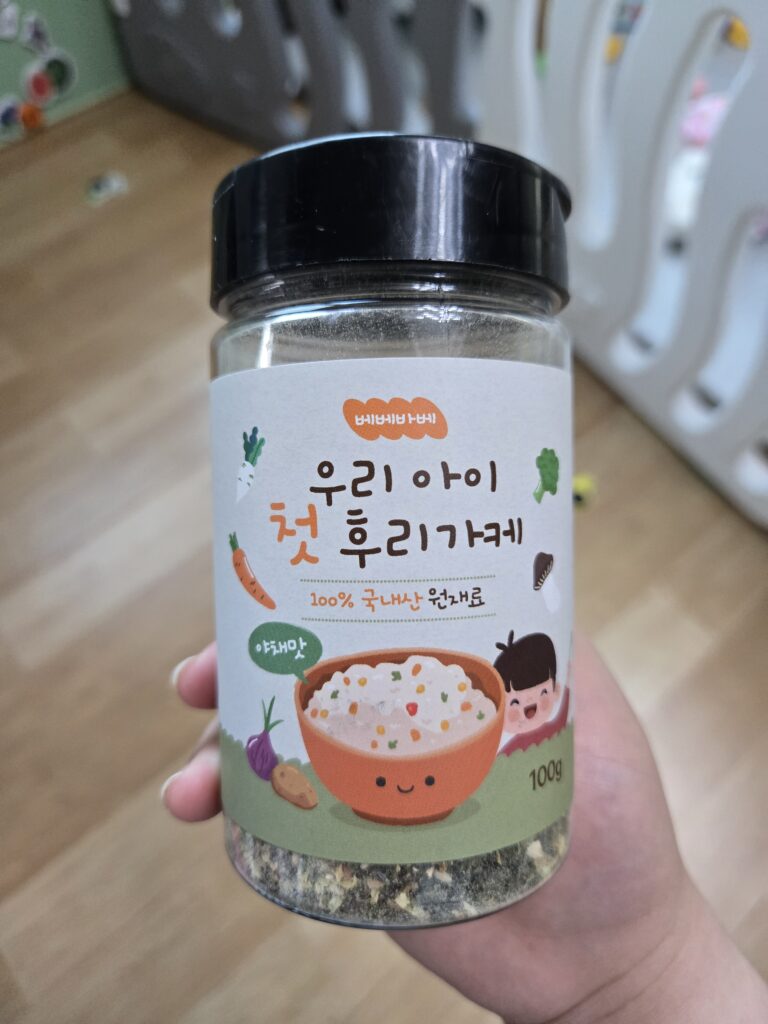 베베바베
우리 아이
첫 후리가케
100% 국내산 원재료
야채맛
100g